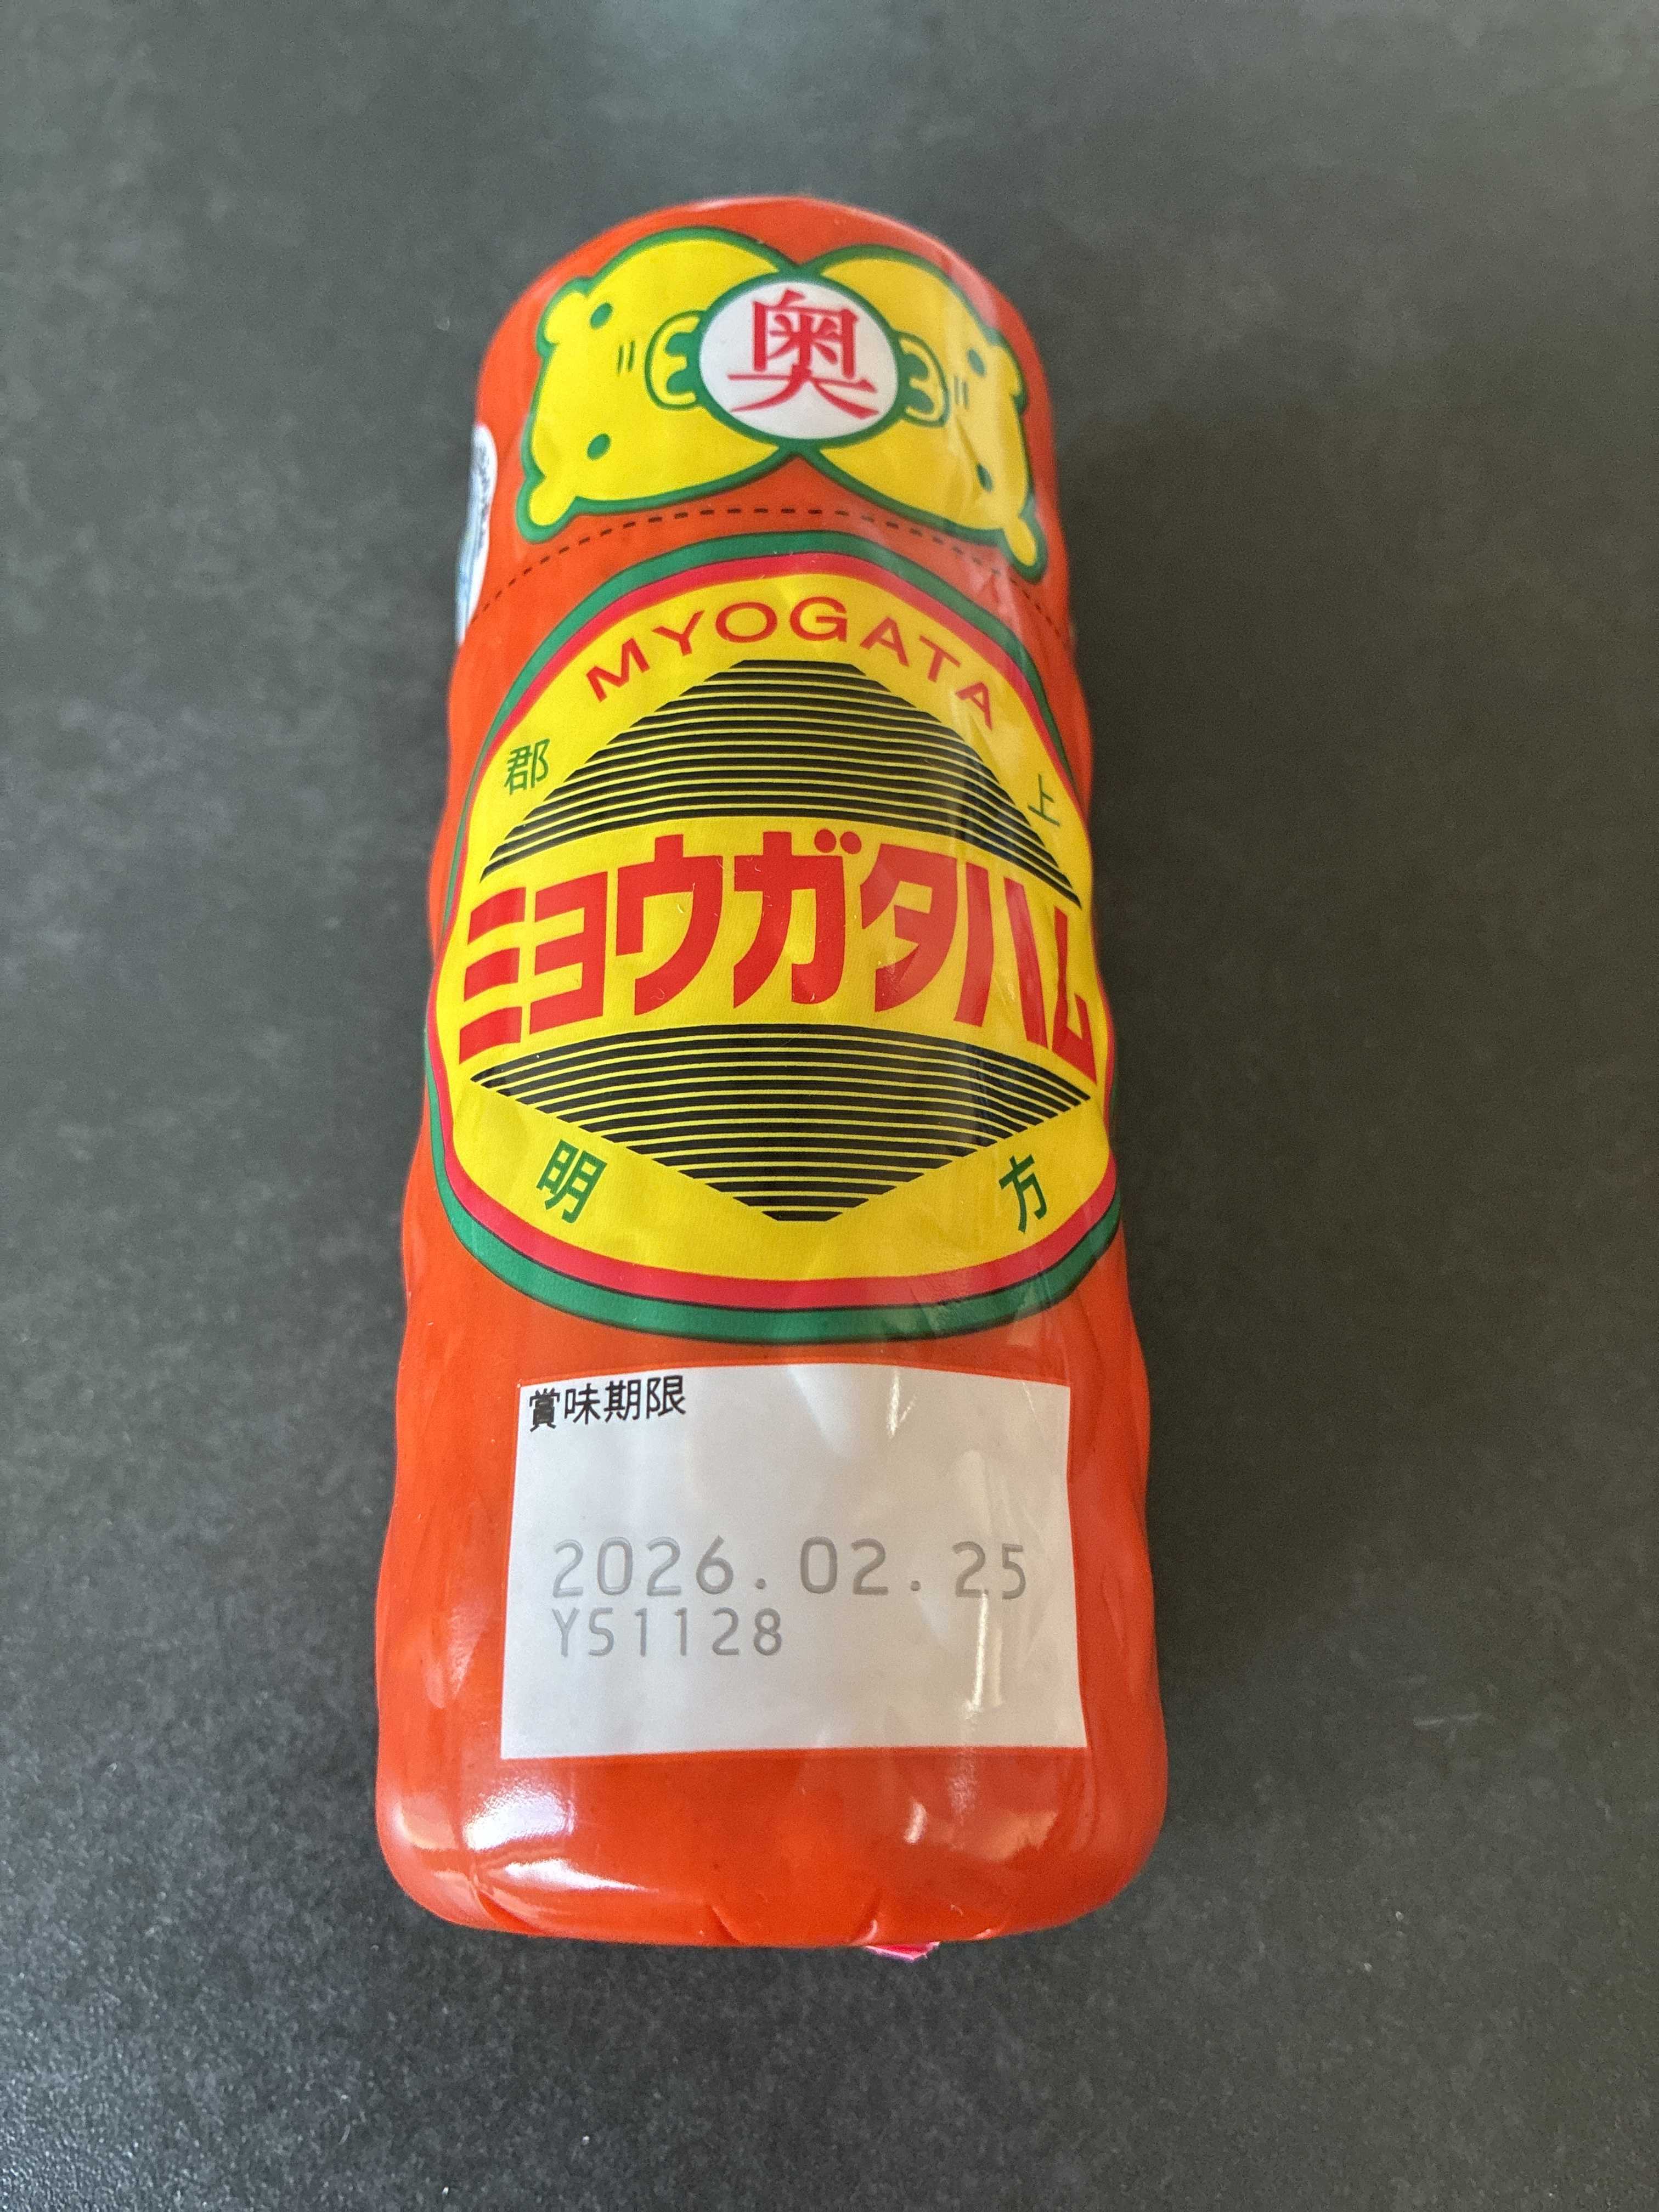 奥
MYOGATA
郡 上
ミョウガタハム
明 方
賞味期限
2026.02.25
YS1128